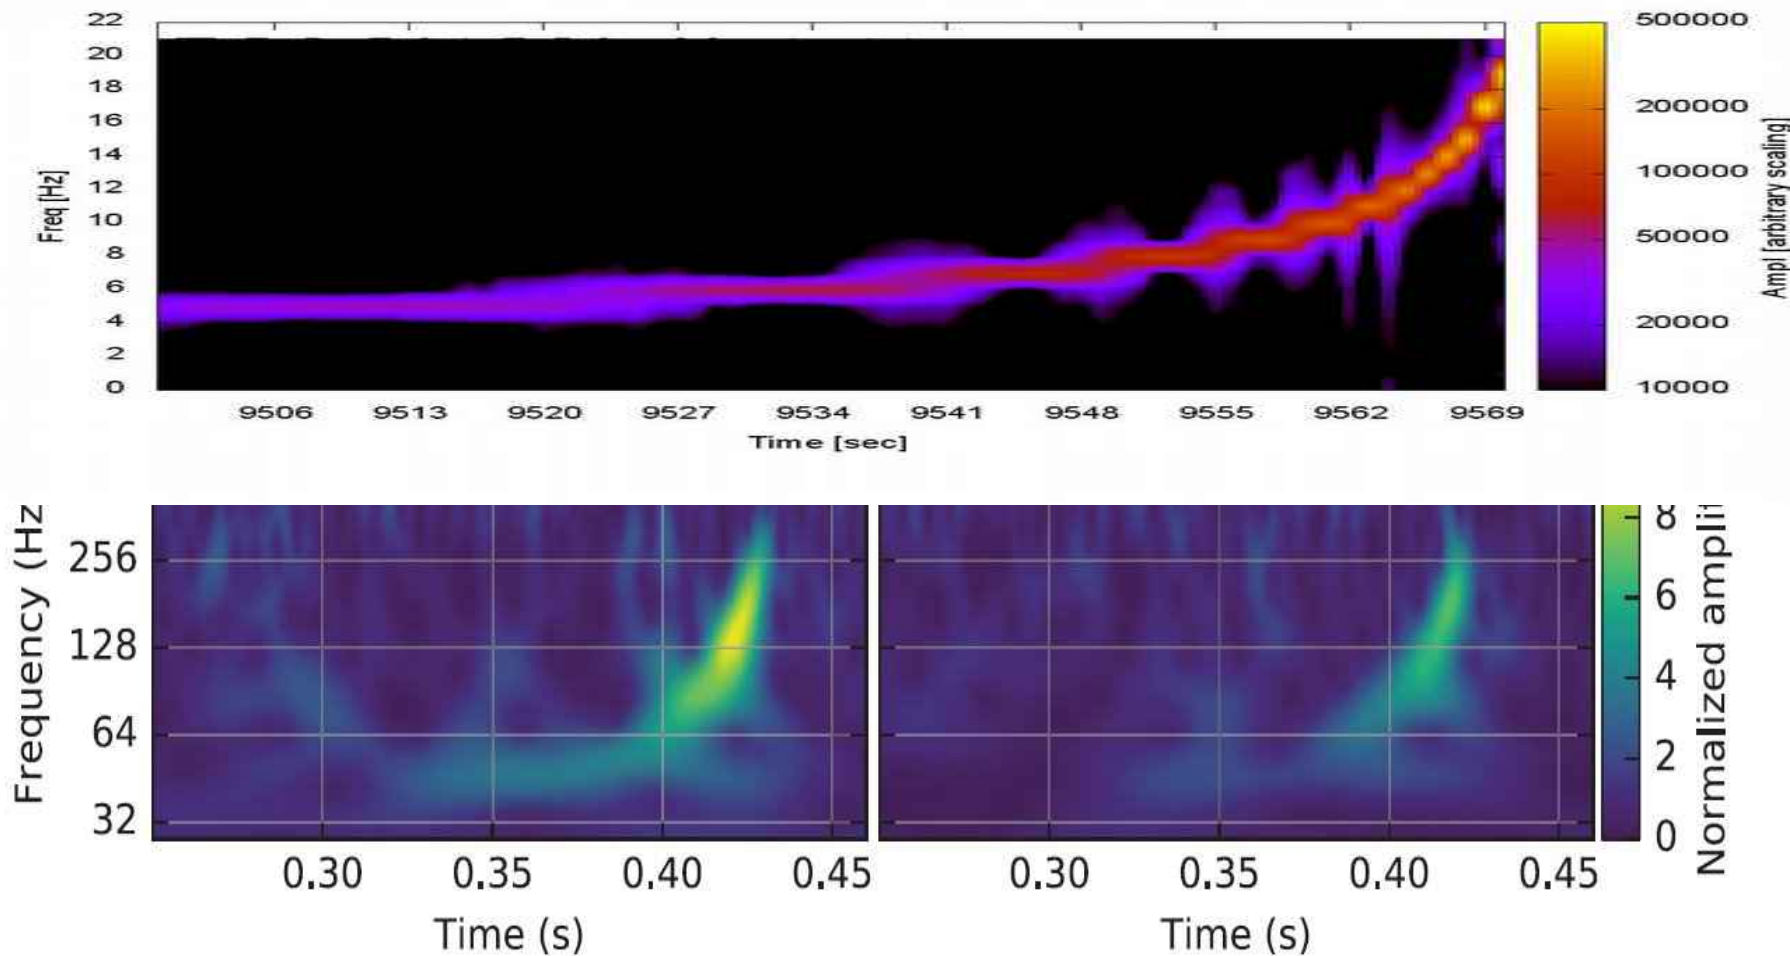 22
20
18
16
14
12
10
8
6
4
2
0
Freq [Hz]
9506 9513 9520 9527 9534 9541 9548 9555 9562 9569
Time [sec]
500000
200000
100000
50000
20000
10000
Ampl [arbitrary scaling]
Frequency (Hz
256
128
64
32
0.30 0.35 0.40 0.45
Time (s)
0.30 0.35 0.40 0.45
Time (s)
8
6
4
2
0
Normalized ampli